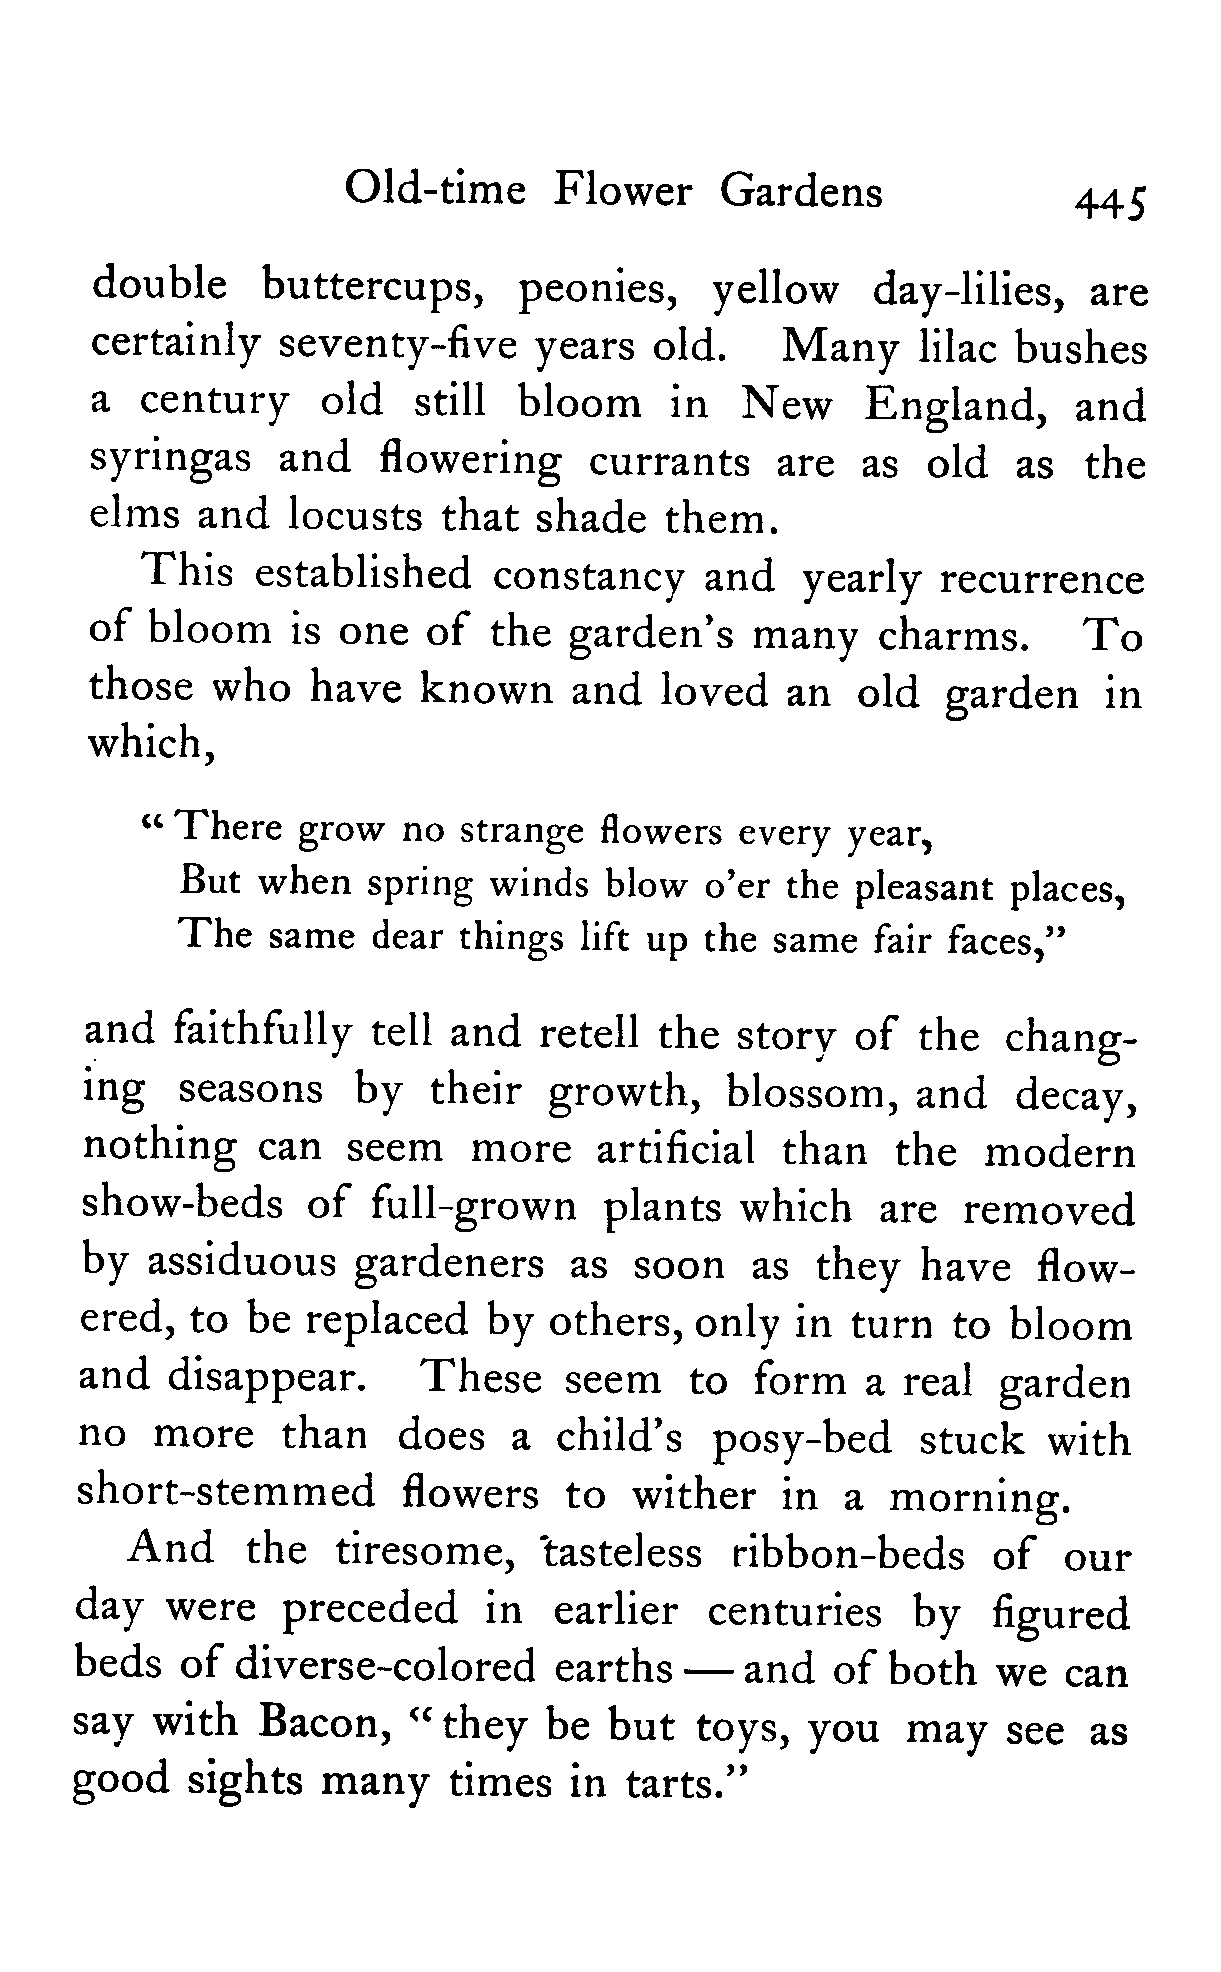 Old-time Flower Gardens 445
double buttercups, peonies, yellow day-lilies, are
certainly seventy-five years old. Many lilac bushes
a century old still bloom in New England, and
syringas and flowering currants are as old as the
elms and locusts that shade them.
This established constancy and yearly recurrence
of bloom is one of the garden's many charms. To
those who have known and loved an old garden in
which,
“ There grow no strange flowers every year,
But when spring winds blow o'er the pleasant places,
The same dear things lift up the same fair faces,”
and faithfully tell and retell the story of the chang-
ing seasons by their growth, blossom, and decay,
nothing can seem more artificial than the modern
show-beds of full-grown plants which are removed
by assiduous gardeners as soon as they have flow-
ered, to be replaced by others, only in turn to bloom
and disappear. These seem to form a real garden
no more than does a child's posy-bed stuck with
short-stemmed flowers to wither in a morning.
And the tiresome, tasteless ribbon-beds of our
day were preceded in earlier centuries by figured
beds of diverse-colored earths — and of both we can
say with Bacon, “ they be but toys, you may see as
good sights many times in tarts.”